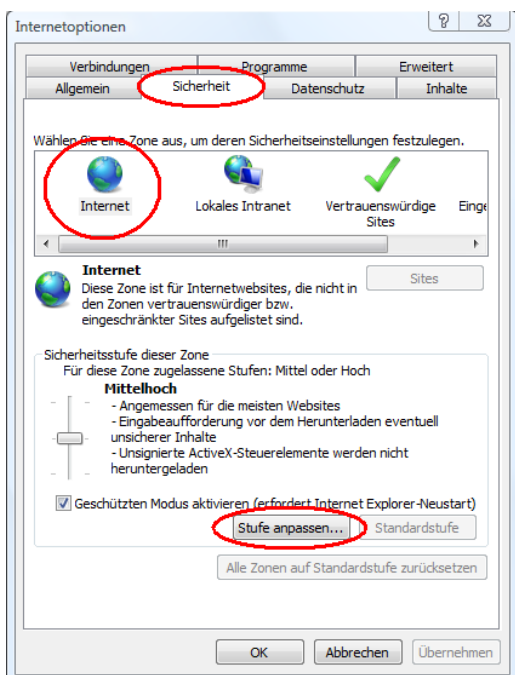 Internetoptionen
Verbindungen Programme Erweitert
Allgemein Sicherheit Datenschutz Inhalte
Wählen Sie eine Zone aus, um deren Sicherheitseinstellungen festzulegen.
Internet Lokales Intranet Vertrauenswürdige Sites Einge
Internet
Diese Zone ist für Internetwebsites, die nicht in
den Zonen vertrauenswürdiger bzw.
eingeschränkter Sites aufgelistet sind.
Sites
Sicherheitsstufe dieser Zone
Für diese Zone zugelassene Stufen: Mittel oder Hoch
Mittelhoch
- Angemessen für die meisten Websites
- Eingabeaufforderung vor dem Herunterladen eventuell
unsicherer Inhalte
- Unsignierte ActiveX-Steuerelemente werden nicht
heruntergeladen
Geschützten Modus aktivieren (erfordert Internet Explorer-Neustart)
Stufe anpassen... Standardstufe
Alle Zonen auf Standardstufe zurücksetzen
OK Abbrechen Übernehmen